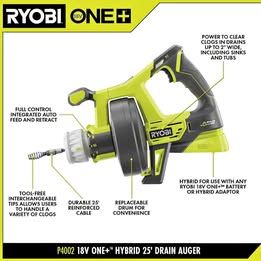 RYOBI 18V ONE+
POWER TO CLEAR
CLOGS IN DRAINS
UP TO 2" WIDE,
INCLUDING SINKS
AND TUBS
FULL CONTROL
INTEGRATED AUTO
FEED AND RETRACT
RYOBI
TOOL-FREE
INTERCHANGEABLE
TIPS ALLOWS USERS
TO HANDLE A
VARIETY OF CLOGS
DURABLE 25'
REINFORCED
CABLE
REPLACEABLE
DRUM FOR
CONVENIENCE
HYBRID FOR USE WITH ANY
RYOBI 18V ONE+™ BATTERY
OR HYBRID ADAPTOR
P4002 18V ONE+™ HYBRID 25' DRAIN AUGER